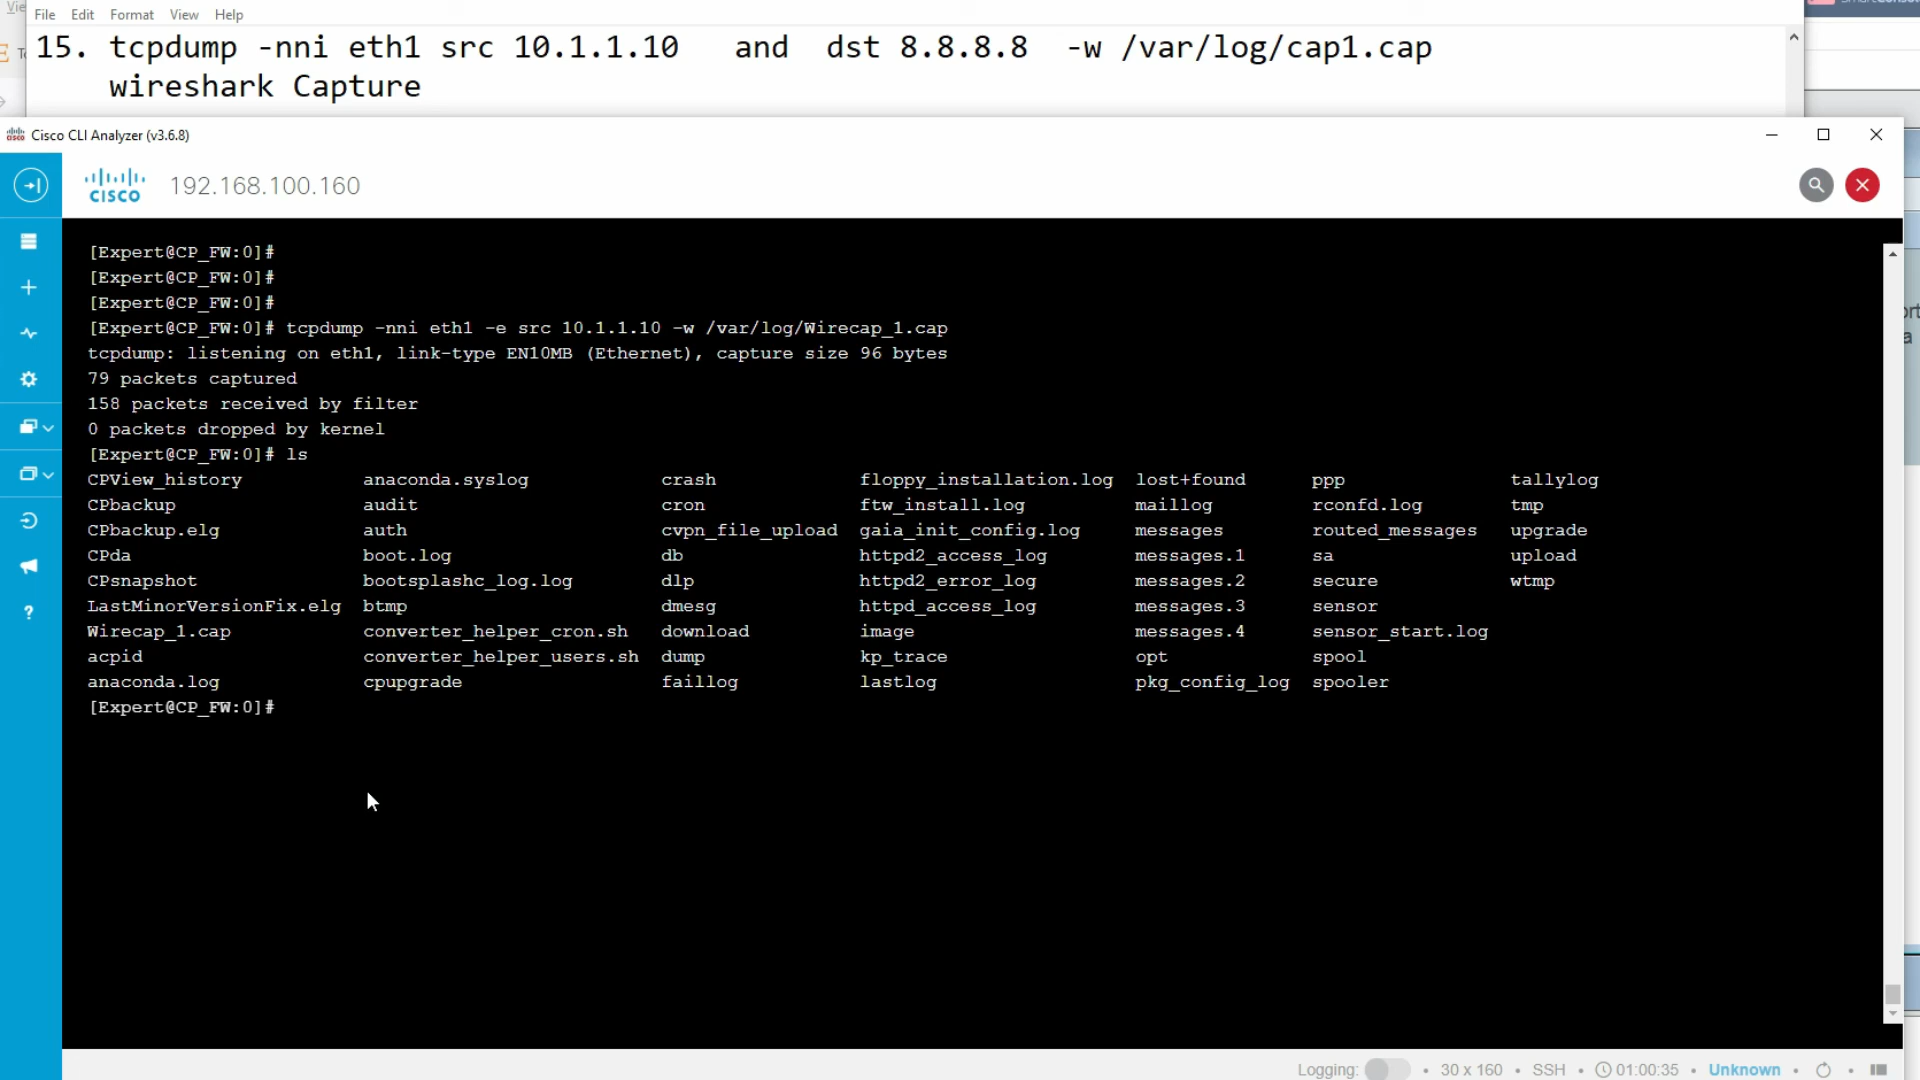 File Edit Format View Help
15. tcpdump -nni eth1 src 10.1.1.10 and dst 8.8.8.8 -w /var/log/cap1.cap
wireshark Capture
Cisco CLI Analyzer (v3.6.8)
CISCO 192.168.100.160
[Expert@CP_FW:0]#
[Expert@CP_FW:0]#
[Expert@CP_FW:0]#
[Expert@CP_FW:0]# tcpdump -nni eth1 -e src 10.1.1.10 -w /var/log/Wirecap_1.cap
tcpdump: listening on eth1, link-type EN10MB (Ethernet), capture size 96 bytes
79 packets captured
158 packets received by filter
0 packets dropped by kernel
[Expert@CP_FW:0]# ls
CPView_history anaconda.syslog crash floppy_installation.log lost+found ppp tallylog
CPbackup audit cron ftw_install.log maillog rconfd.log tmp
CPbackup.elg auth cvpn_file_upload gaia_init_config.log messages routed_messages upgrade
CPda boot.log db httpd2_access_log messages.1 sa upload
CPsnapshot bootsplashc_log.log dlp httpd2_error_log messages.2 secure wtmp
LastMinorVersionFix.elg btmp dmesg httpd_access_log messages.3 sensor
Wirecap_1.cap converter_helper_cron.sh download image messages.4 sensor_start.log
acpid converter_helper_users.sh dump kp_trace opt spool
anaconda.log cpupgrade faillog lastlog pkg_config_log spooler
[Expert@CP_FW:0]#
Logging: • 30 x 160 • SSH • 01:00:35 • Unknown •